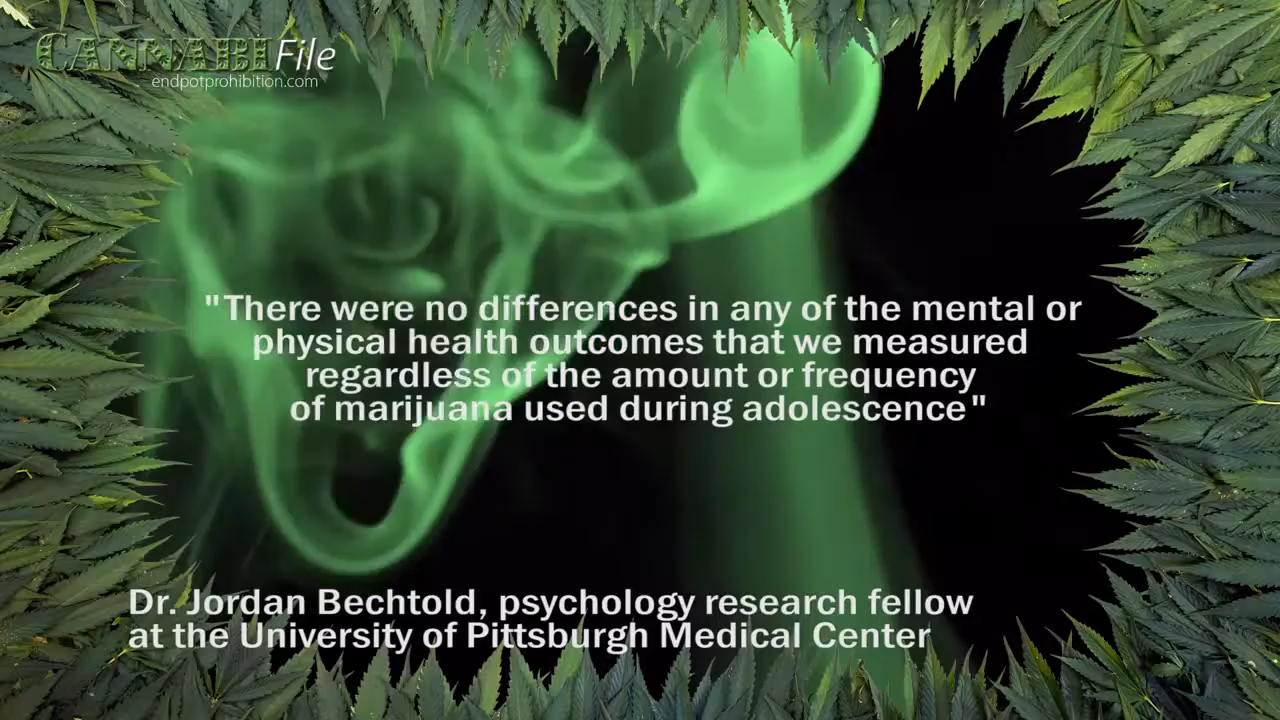 CANNABIFile
endpotprohibition.com
"There were no differences in any of the mental or
physical health outcomes that we measured
regardless of the amount or frequency
of marijuana used during adolescence"
Dr. Jordan Bechtold, psychology research fellow
at the University of Pittsburgh Medical Center